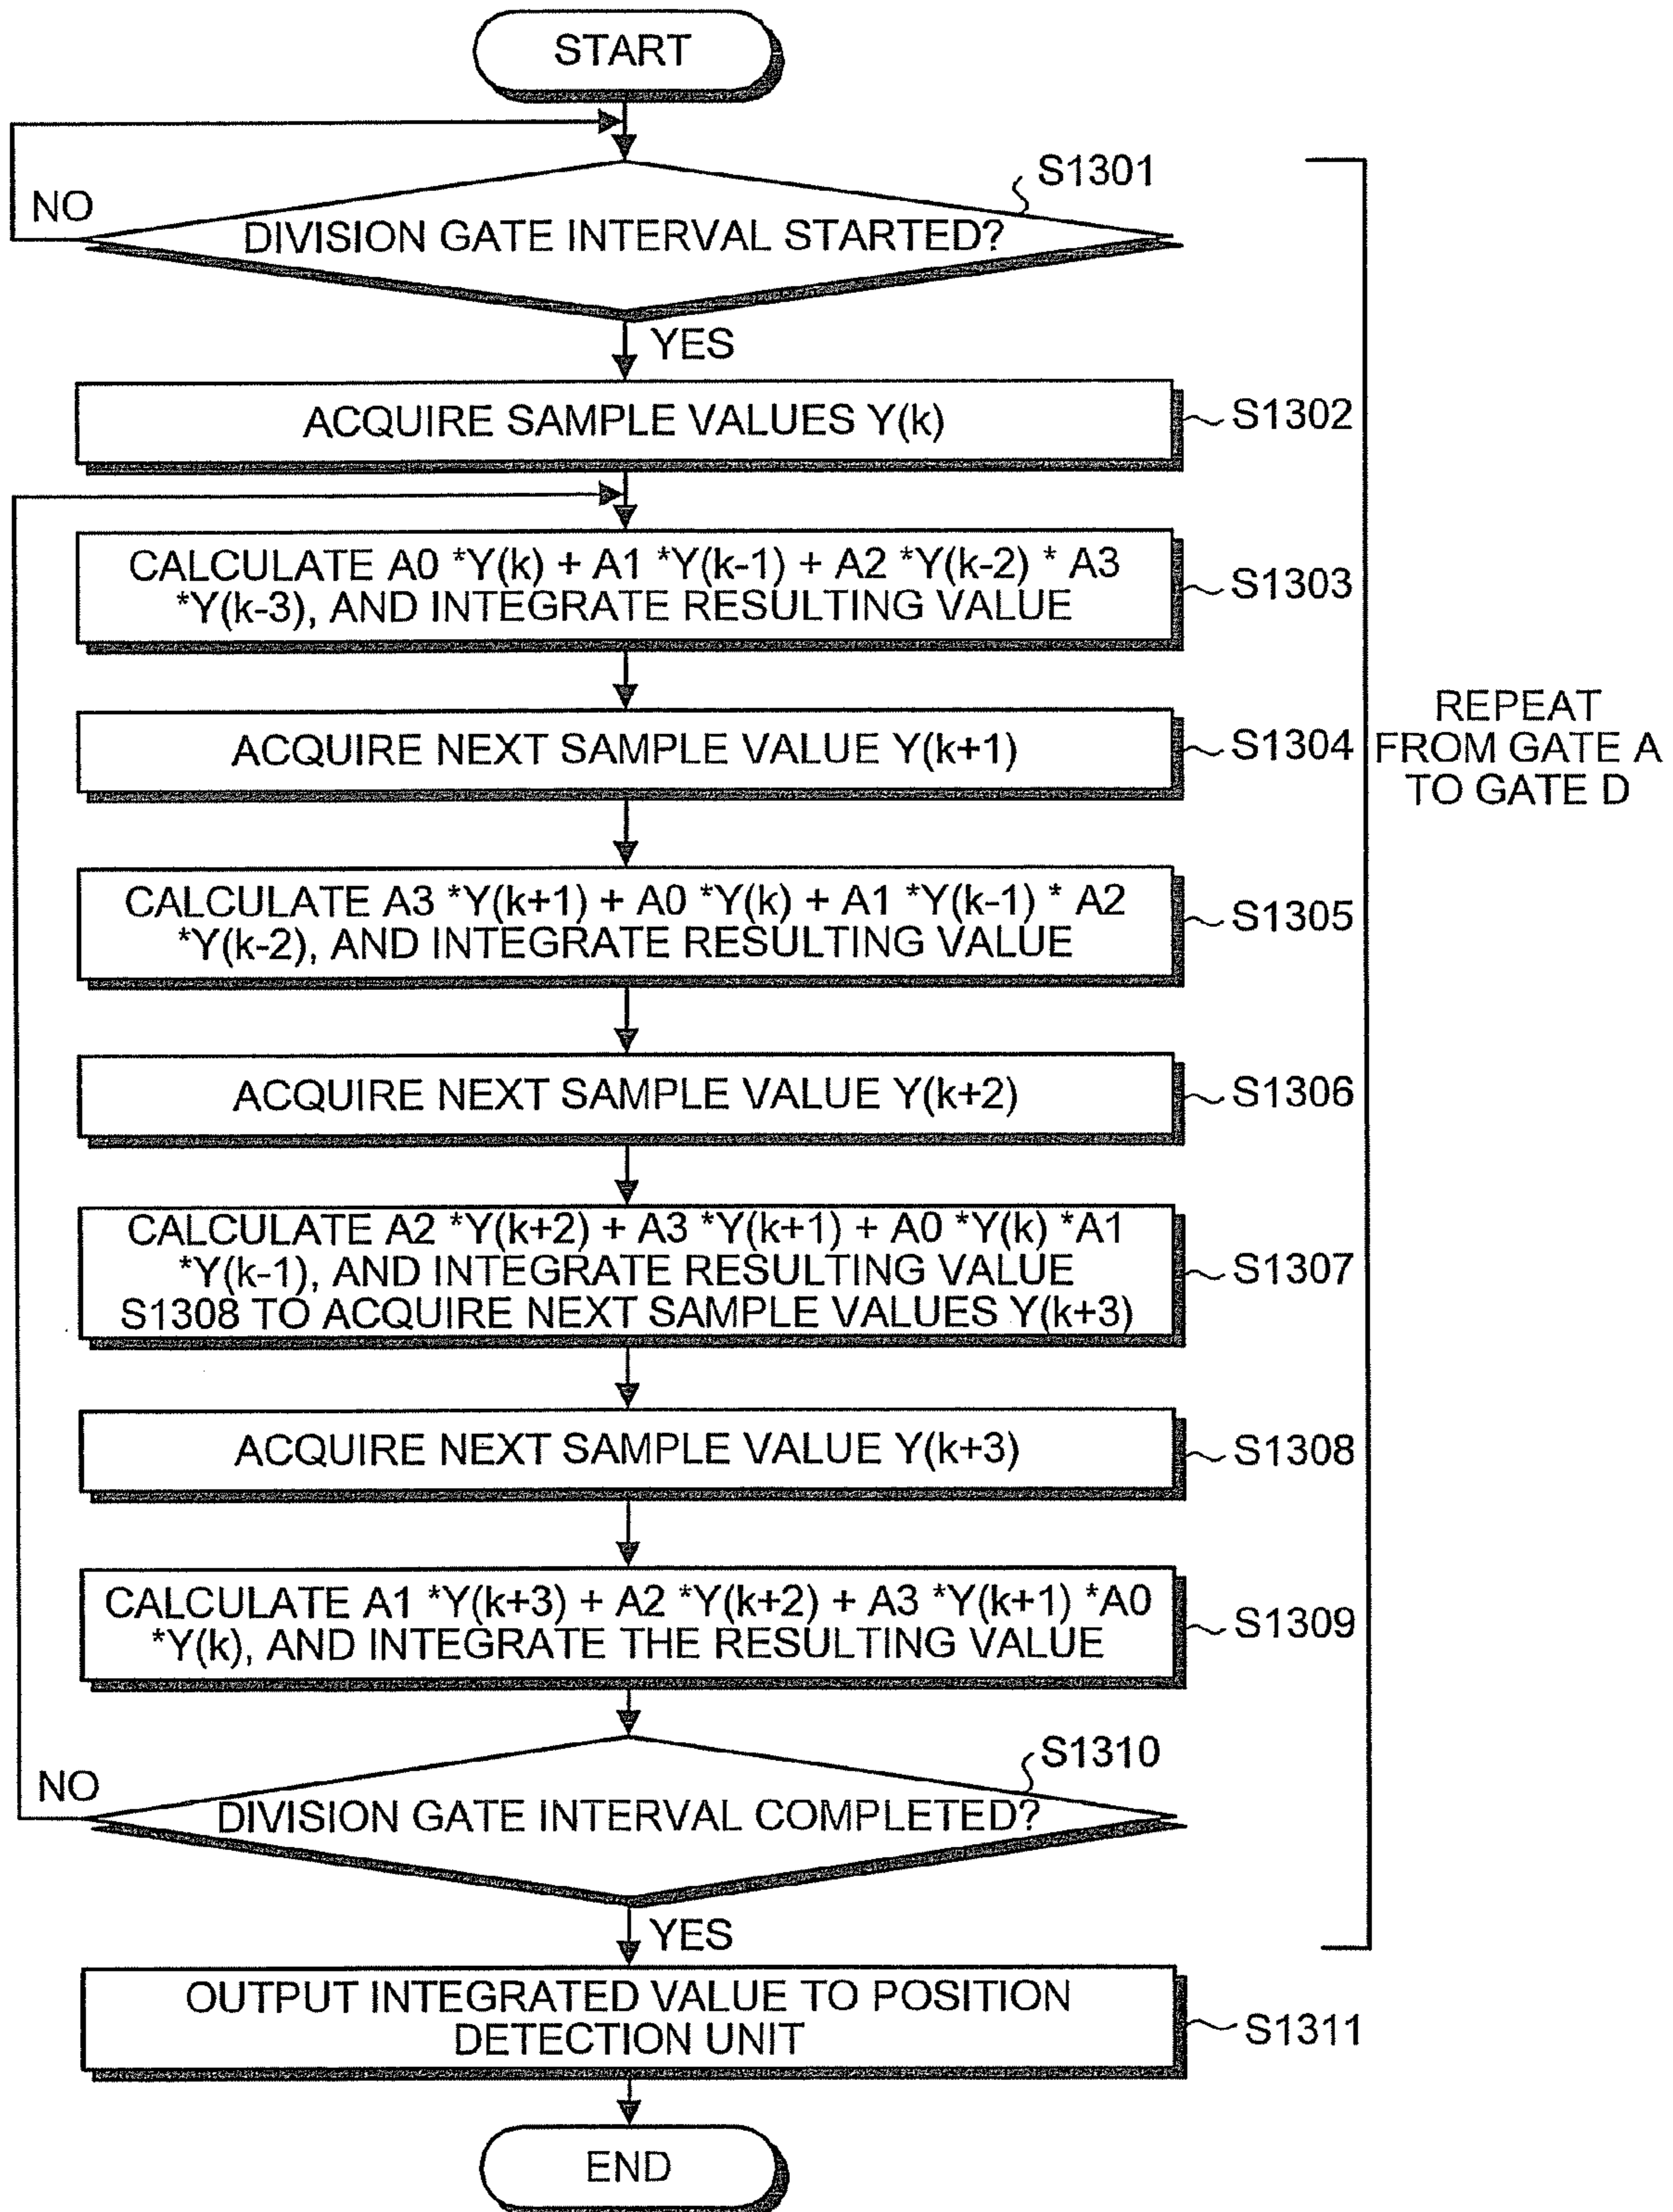 START
NO
S1301
DIVISION GATE INTERVAL STARTED?
YES
ACQUIRE SAMPLE VALUES Y(k)
S1302
CALCULATE A0 *Y(k) + A1 *Y(k-1) + A2 *Y(k-2) * A3
*Y(k-3), AND INTEGRATE RESULTING VALUE
S1303
ACQUIRE NEXT SAMPLE VALUE Y(k+1)
S1304
REPEAT
FROM GATE A
TO GATE D
CALCULATE A3 *Y(k+1) + A0 *Y(k) + A1 *Y(k-1) * A2
*Y(k-2), AND INTEGRATE RESULTING VALUE
S1305
ACQUIRE NEXT SAMPLE VALUE Y(k+2)
S1306
CALCULATE A2 *Y(k+2) + A3 *Y(k+1) + A0 *Y(k) *A1
*Y(k-1), AND INTEGRATE RESULTING VALUE
S1308 TO ACQUIRE NEXT SAMPLE VALUES Y(k+3)
S1307
ACQUIRE NEXT SAMPLE VALUE Y(k+3)
S1308
CALCULATE A1 *Y(k+3) + A2 *Y(k+2) + A3 *Y(k+1) *A0
*Y(k), AND INTEGRATE THE RESULTING VALUE
S1309
NO
S1310
DIVISION GATE INTERVAL COMPLETED?
YES
OUTPUT INTEGRATED VALUE TO POSITION
DETECTION UNIT
S1311
END